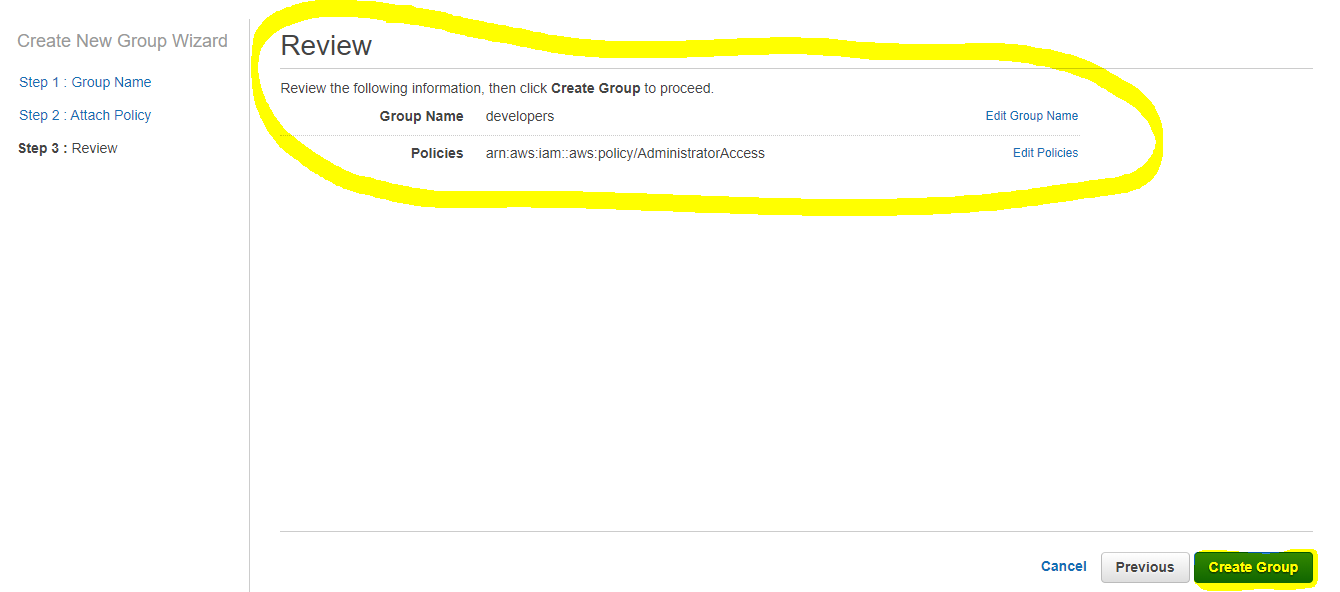 Create New Group Wizard
Step 1 : Group Name
Step 2 : Attach Policy
Step 3 : Review
Review
Review the following information, then click Create Group to proceed.
Group Name developers Edit Group Name
Policies arn:aws:iam::aws:policy/AdministratorAccess Edit Policies
Cancel Previous Create Group